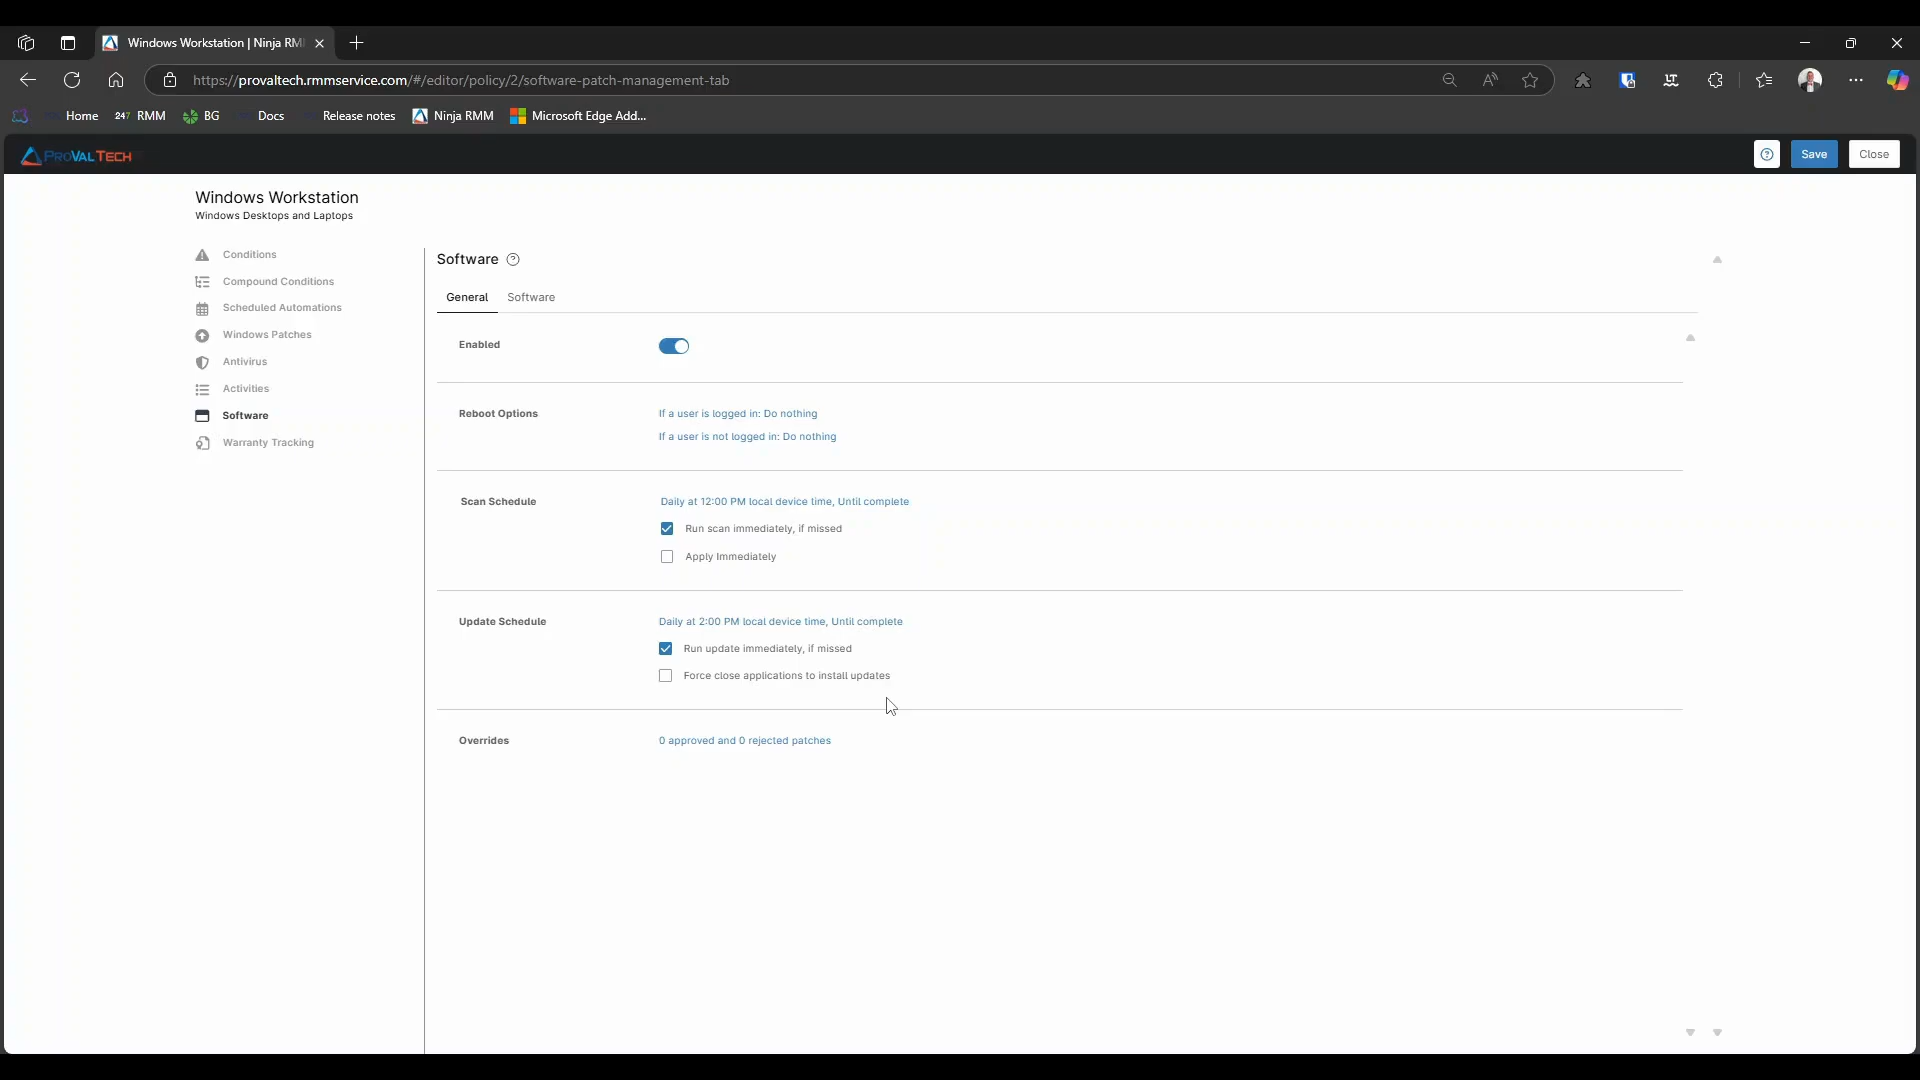 Windows Workstation | Ninja RM
https://provaltech.rmmservice.com/#/editor/policy/2/software-patch-management-tab
Home
247 RMM
BG
Docs
Release notes
Ninja RMM
Microsoft Edge Add...
PROVAL TECH
Save
Close
Windows Workstation
Windows Desktops and Laptops
Conditions
Compound Conditions
Scheduled Automations
Windows Patches
Antivirus
Activities
Software
Warranty Tracking
Software
General
Software
Enabled
Reboot Options
If a user is logged in: Do nothing
If a user is not logged in: Do nothing
Scan Schedule
Daily at 12:00 PM local device time, Until complete
Run scan immediately, if missed
Apply Immediately
Update Schedule
Daily at 2:00 PM local device time, Until complete
Run update immediately, if missed
Force close applications to install updates
Overrides
0 approved and 0 rejected patches